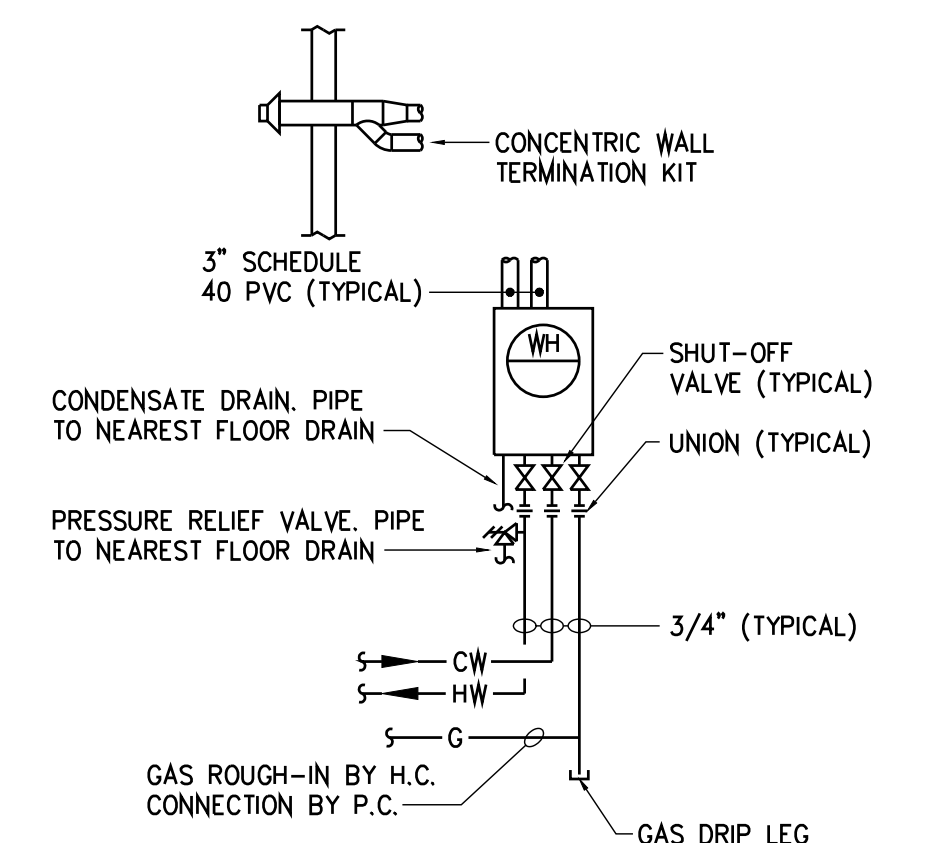 CONCENTRIC WALL
TERMINATION KIT
3" SCHEDULE
40 PVC (TYPICAL)
WH
SHUT-OFF
VALVE (TYPICAL)
CONDENSATE DRAIN. PIPE
TO NEAREST FLOOR DRAIN
UNION (TYPICAL)
PRESSURE RELIEF VALVE. PIPE
TO NEAREST FLOOR DRAIN
3/4" (TYPICAL)
CW
HW
G
GAS ROUGH-IN BY H.C.
CONNECTION BY P.C.
GAS DRIP LEG